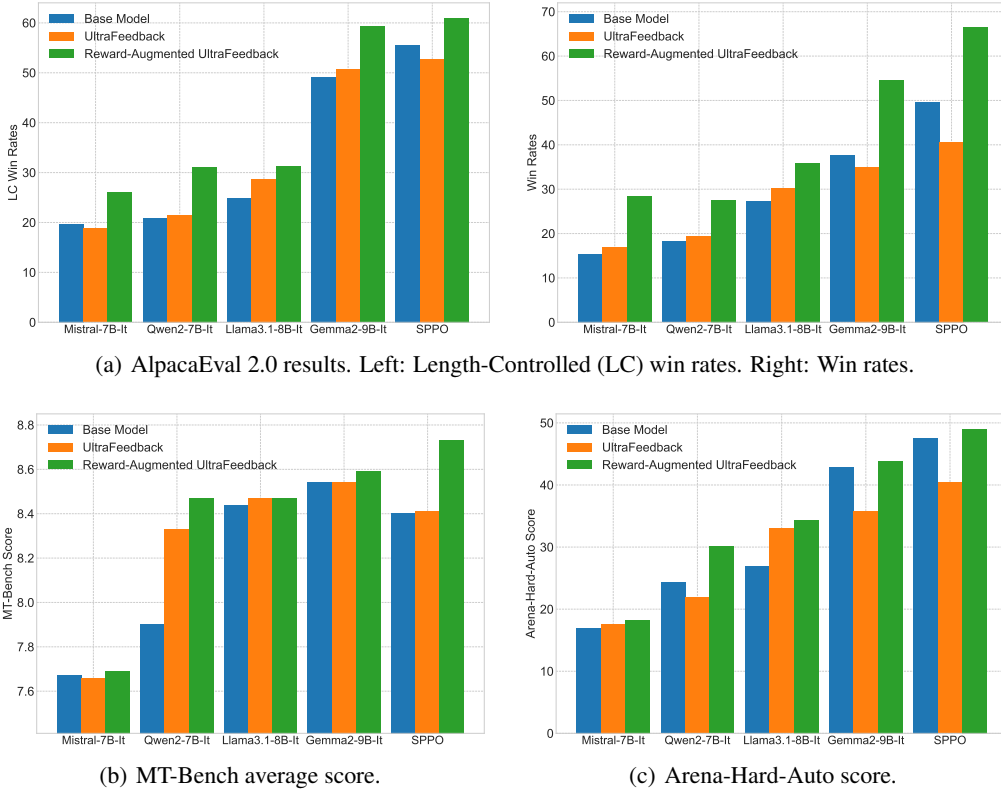 Base Model
UltraFeedback
Reward-Augmented UltraFeedback
LC Win Rates
60
50
40
30
20
10
0
Mistral-7B-It Qwen2-7B-It Llama3.1-8B-It Gemma2-9B-It SPPO
Base Model
UltraFeedback
Reward-Augmented UltraFeedback
Win Rates
70
60
50
40
30
20
10
0
Mistral-7B-It Qwen2-7B-It Llama3.1-8B-It Gemma2-9B-It SPPO
(a) AlpacaEval 2.0 results. Left: Length-Controlled (LC) win rates. Right: Win rates.
Base Model
UltraFeedback
Reward-Augmented UltraFeedback
MT-Bench Score
8.8
8.6
8.4
8.2
8.0
7.8
7.6
Mistral-7B-It Qwen2-7B-It Llama3.1-8B-It Gemma2-9B-It SPPO
(b) MT-Bench average score.
Base Model
UltraFeedback
Reward-Augmented UltraFeedback
Arena-Hard-Auto Score
50
40
30
20
10
0
Mistral-7B-It Qwen2-7B-It Llama3.1-8B-It Gemma2-9B-It SPPO
(c) Arena-Hard-Auto score.